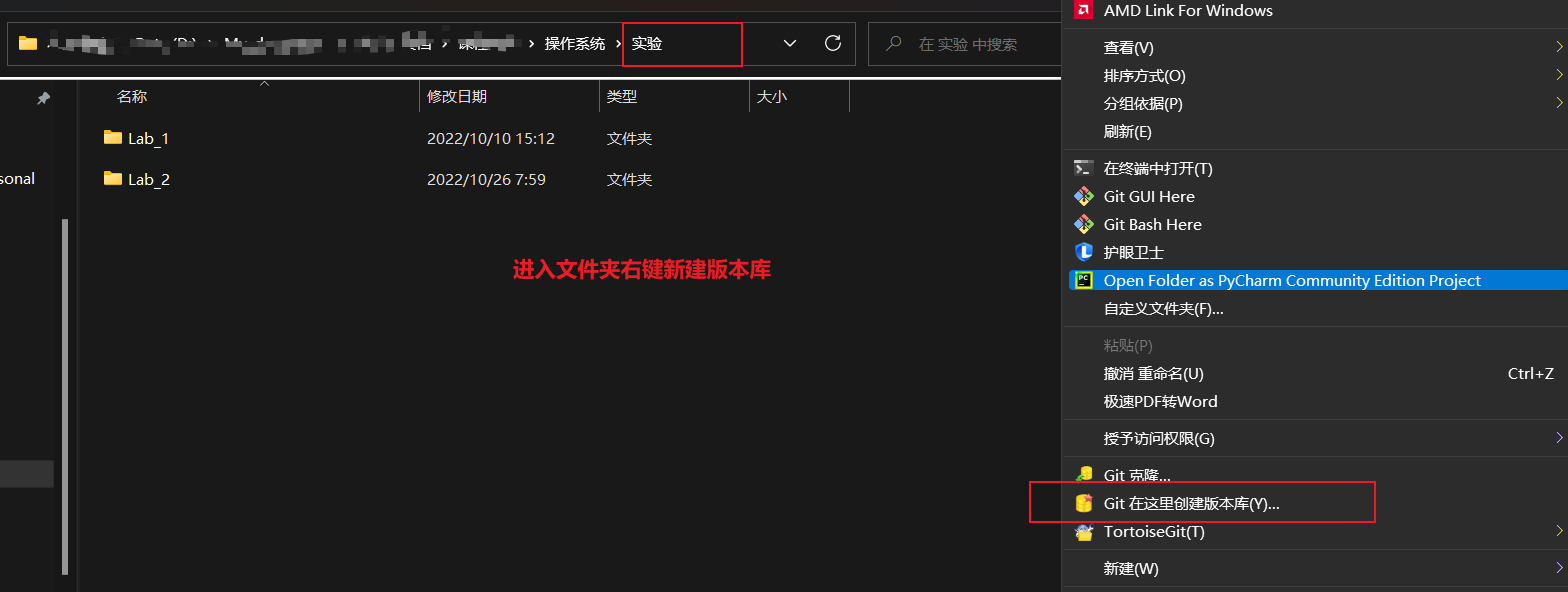 AMD Link For Windows
操作系统 › 实验
在 实验 中搜索
名称 修改日期 类型 大小
Lab_1 2022/10/10 15:12 文件夹
Lab_2 2022/10/26 7:59 文件夹
sonal
进入文件夹右键新建版本库
查看(V)
排序方式(O)
分组依据(P)
刷新(E)
在终端中打开(T)
Git GUI Here
Git Bash Here
护眼卫士
Open Folder as PyCharm Community Edition Project
自定义文件夹(F)...
粘贴(P)
撤消 重命名(U) Ctrl+Z
极速PDF转Word
授予访问权限(G)
Git 克隆...
Git 在这里创建版本库(Y)...
TortoiseGit(T)
新建(W)